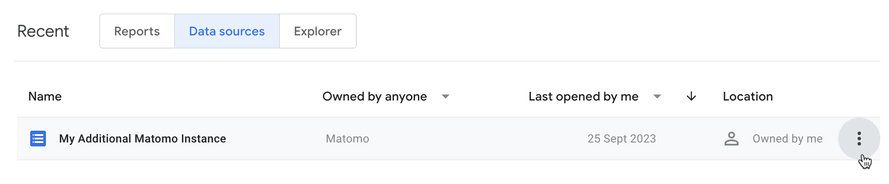 Recent Reports Data sources Explorer
Name Owned by anyone Last opened by me Location
My Additional Matomo Instance Matomo 25 Sept 2023 Owned by me